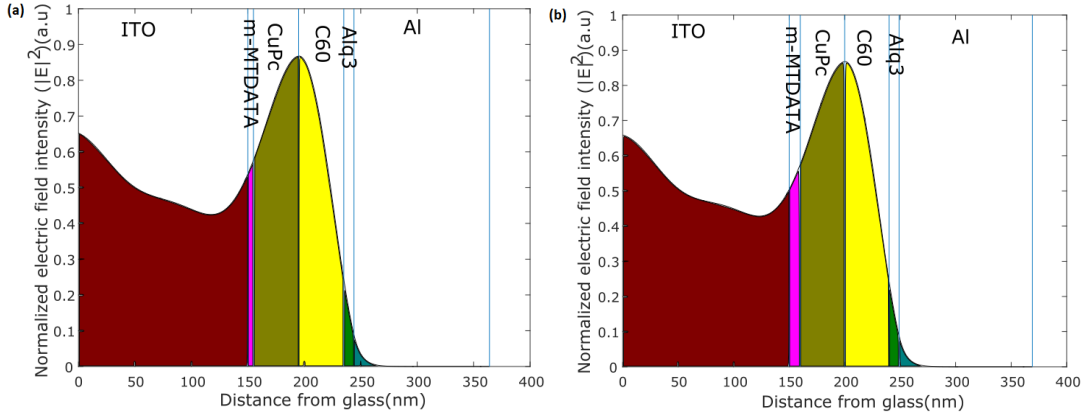 (a)
Normalized electric field intensity (|E|²)(a.u)
1
0.9
0.8
0.7
0.6
0.5
0.4
0.3
0.2
0.1
0
ITO
m-MTDATA
CuPc
C60
Alq3
Al
0 50 100 150 200 250 300 350 400
Distance from glass(nm)
(b)
Normalized electric field intensity (|E|²)(a.u
1
0.9
0.8
0.7
0.6
0.5
0.4
0.3
0.2
0.1
0
ITO
m-MTDATA
CuPc
C60
Alq3
Al
0 50 100 150 200 250 300 350 400
Distance from glass(nm)